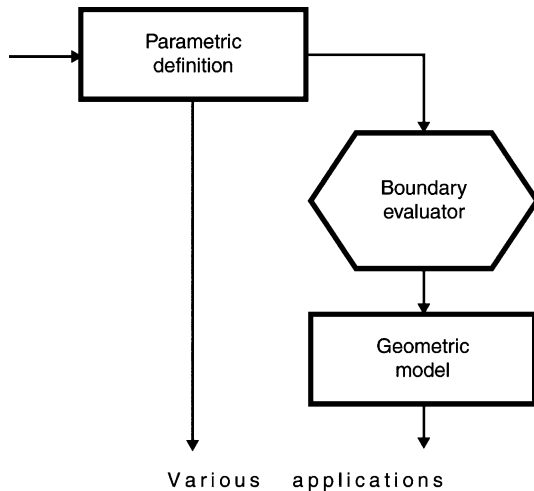 Parametric
definition
Boundary
evaluator
Geometric
model
Various applications